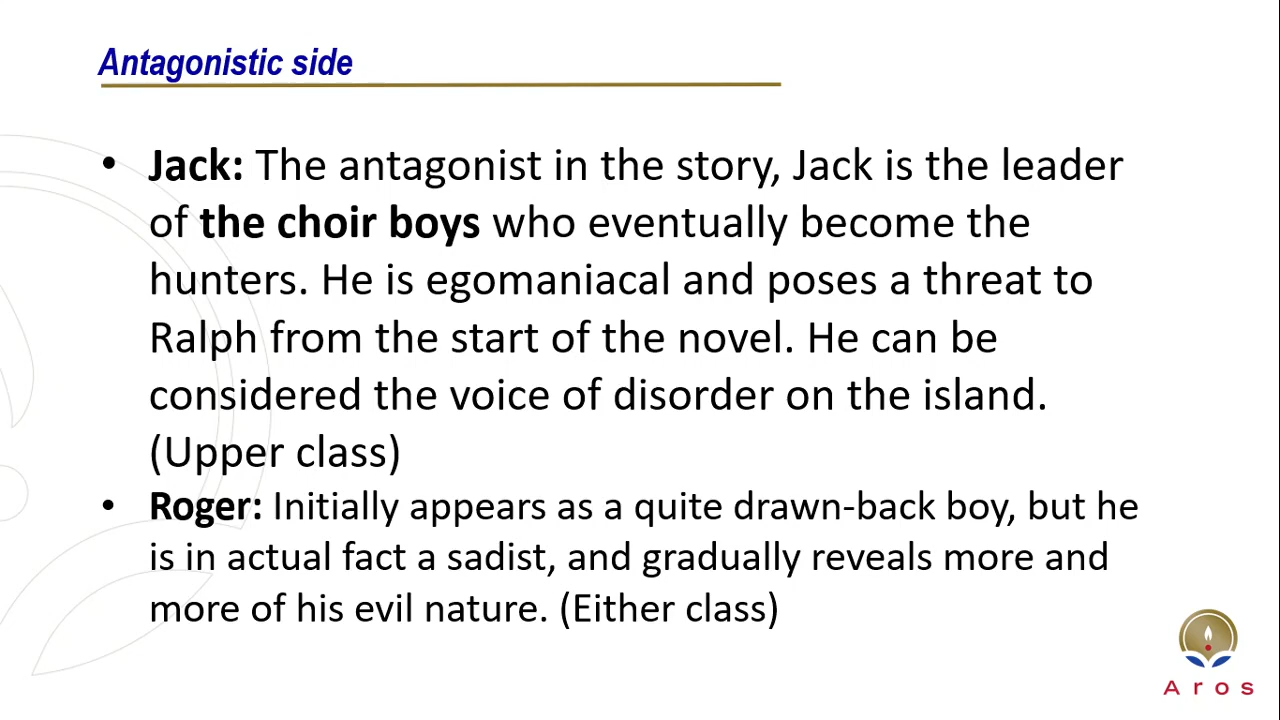 Antagonistic side
• Jack: The antagonist in the story, Jack is the leader
of the choir boys who eventually become the
hunters. He is egomaniacal and poses a threat to
Ralph from the start of the novel. He can be
considered the voice of disorder on the island.
(Upper class)
• Roger: Initially appears as a quite drawn-back boy, but he
is in actual fact a sadist, and gradually reveals more and
more of his evil nature. (Either class)
Aros